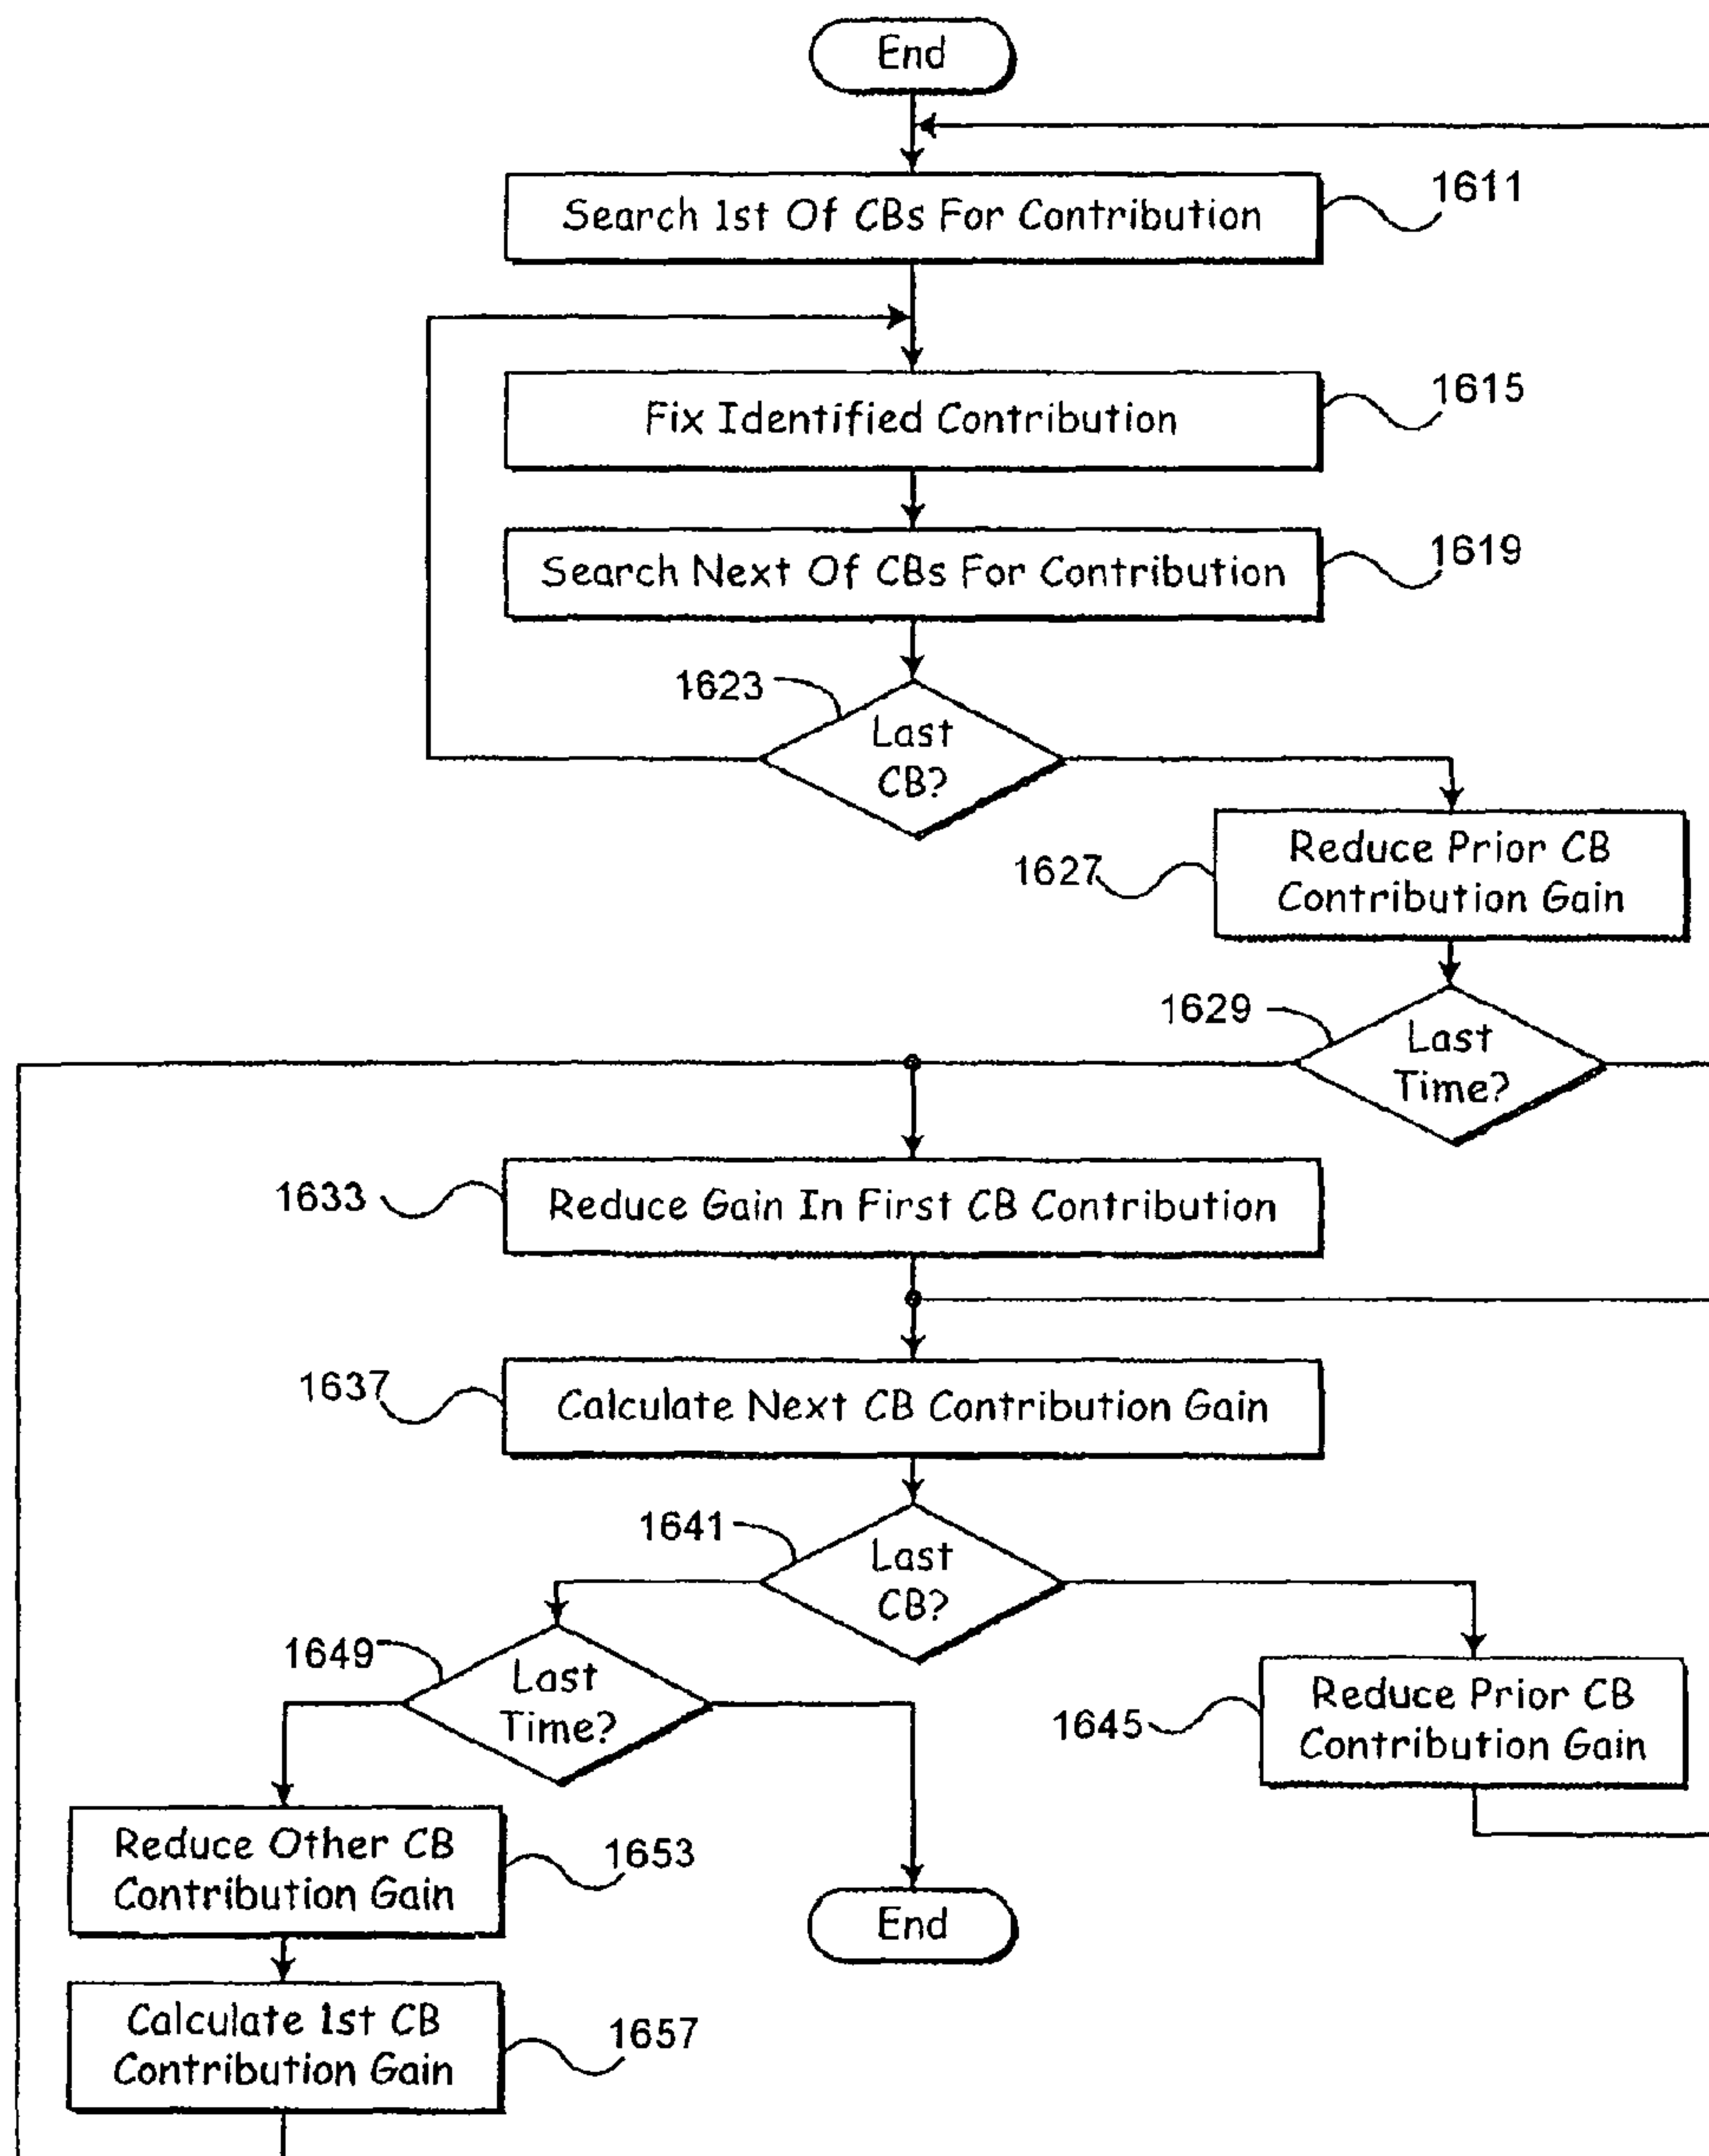 End
Search 1st Of CBs For Contribution
1611
Fix Identified Contribution
1615
Search Next Of CBs For Contribution
1619
1623
Last
CB?
Reduce Prior CB
Contribution Gain
1627
1629
Last
Time?
1633
Reduce Gain In First CB Contribution
1637
Calculate Next CB Contribution Gain
1641
Last
CB?
1649
Last
Time?
1645
Reduce Prior CB
Contribution Gain
Reduce Other CB
Contribution Gain
1653
End
Calculate 1st CB
Contribution Gain
1657